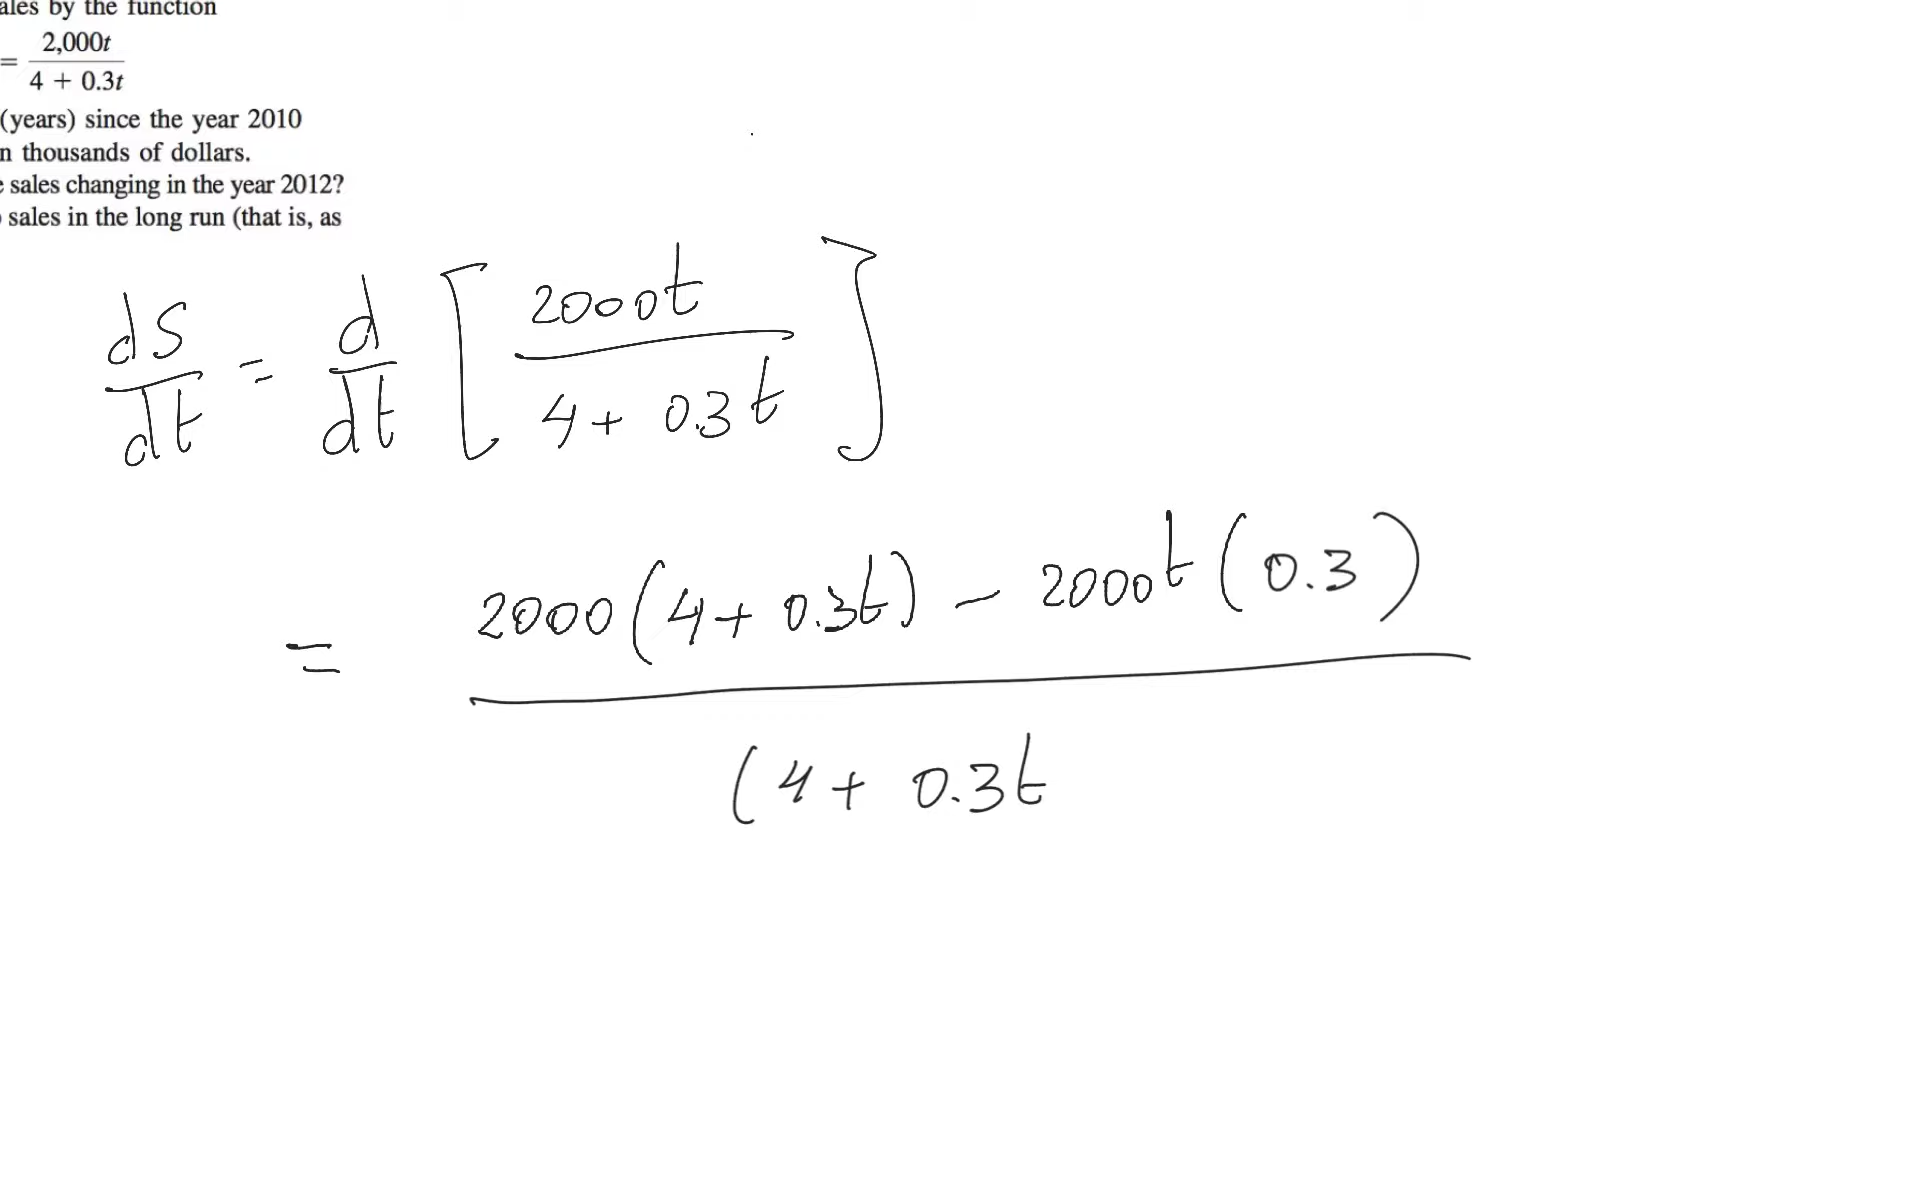 by the function
= 2,000t
4 + 0.3t
(years) since the year 2010
thousands of dollars.
sales changing in the year 2012?
sales in the long run (that is, as
dS/dt = d/dt [ 2000t / 4 + 0.3t ]
= 2000 (4 + 0.3t) - 2000t (0.3)
(4 + 0.3t